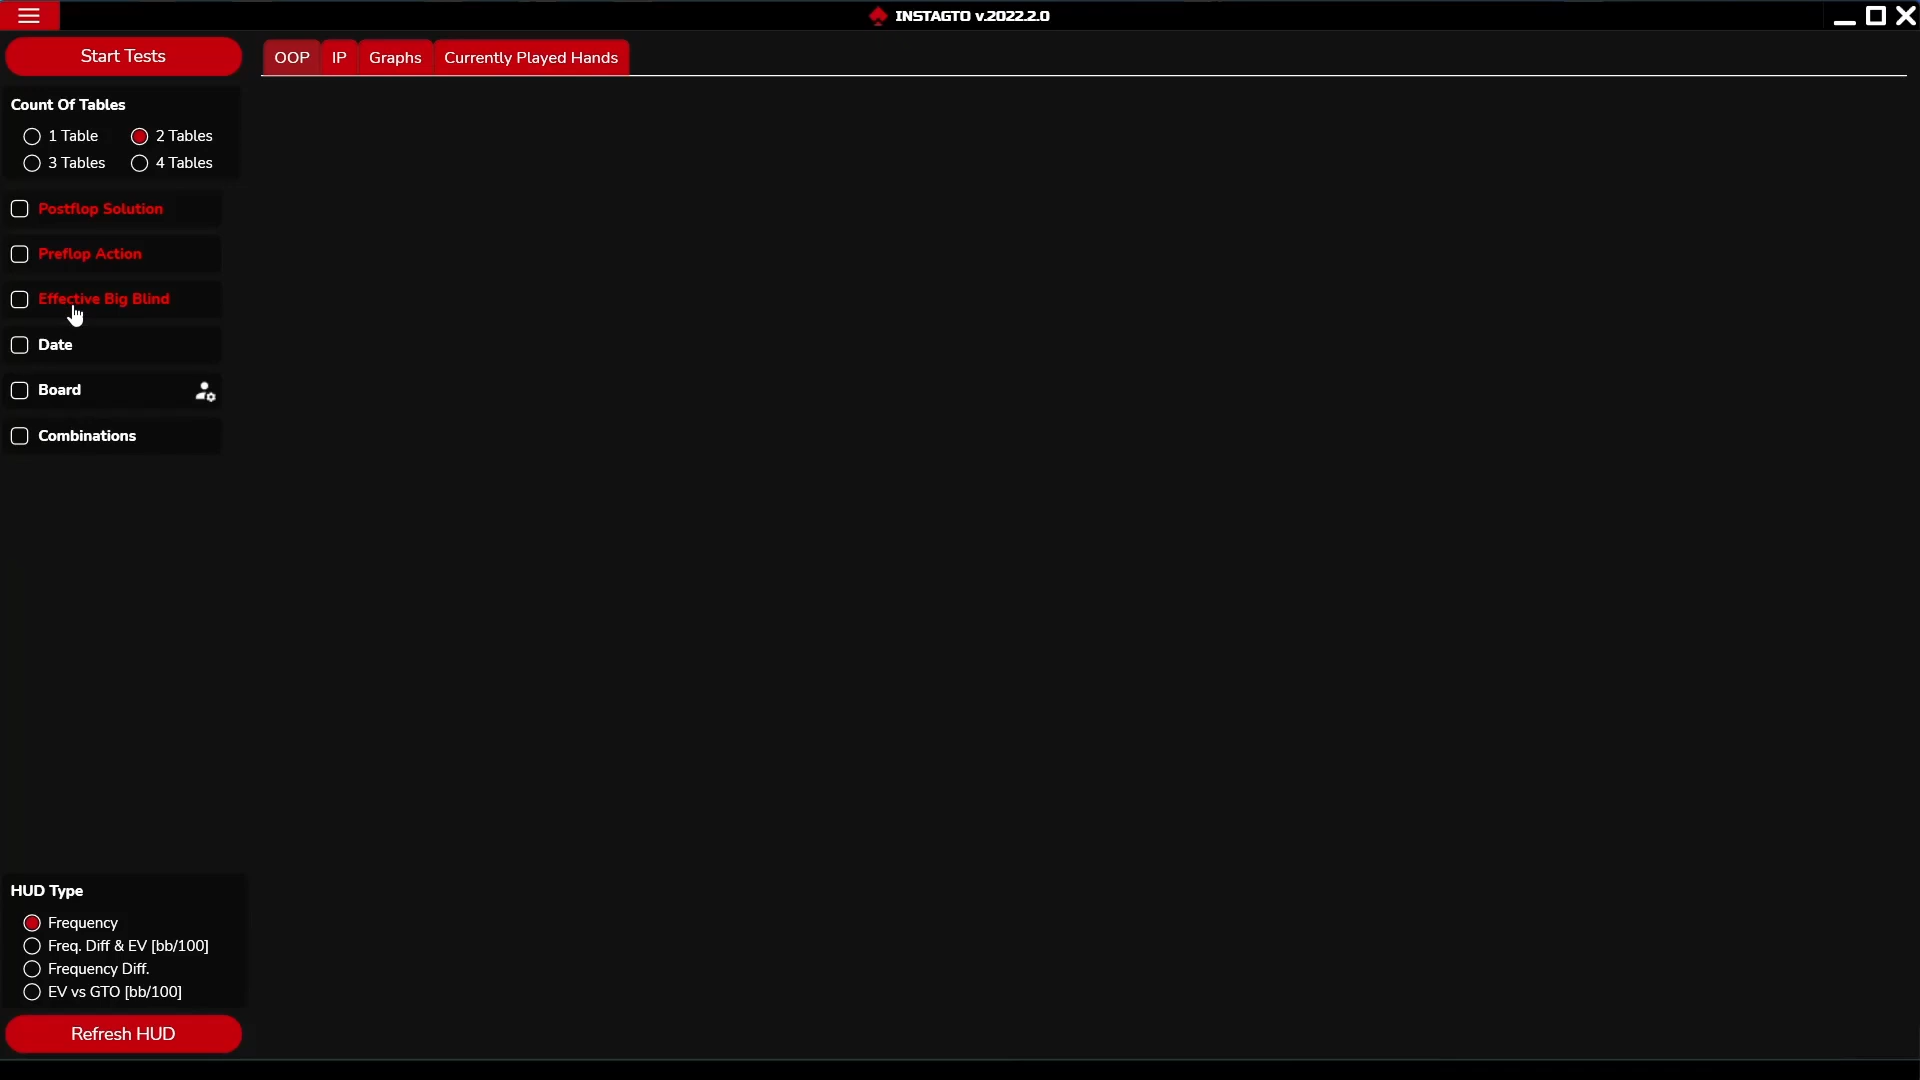 INSTAGTO v.2022.2.0
Start Tests
OOP IP Graphs Currently Played Hands
Count Of Tables
1 Table 2 Tables
3 Tables 4 Tables
Postflop Solution
Preflop Action
Effective Big Blind
Date
Board
Combinations
HUD Type
Frequency
Freq. Diff & EV [bb/100]
Frequency Diff.
EV vs GTO [bb/100]
Refresh HUD